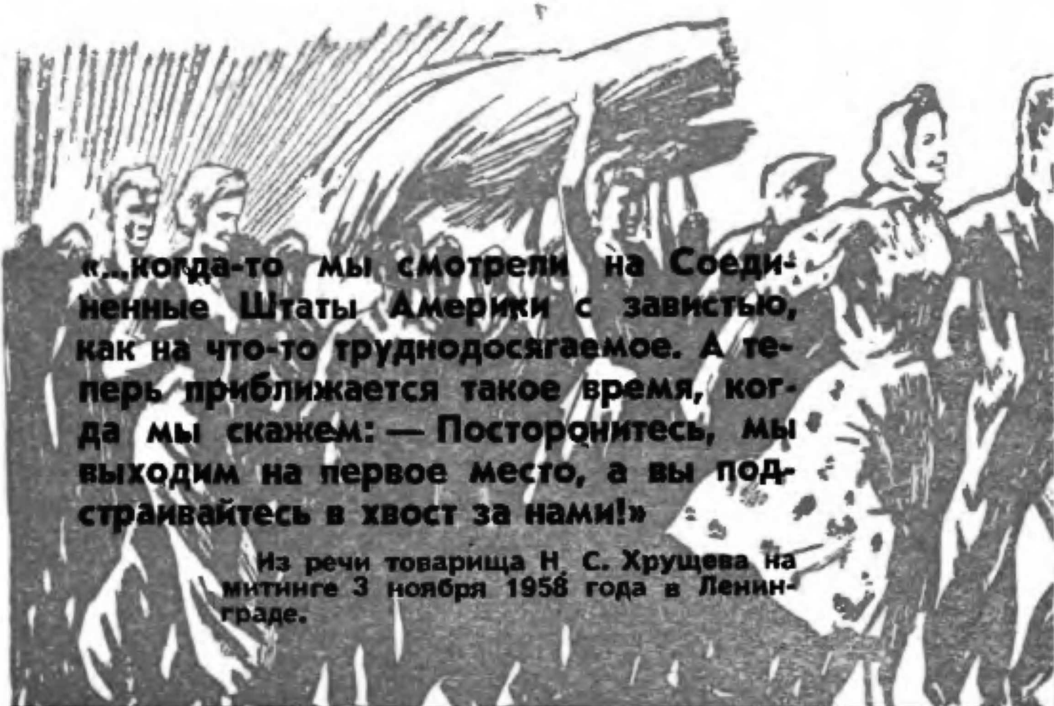 «...когда-то мы смотрели на Соеди-
ненные Штаты Америки с завистью,
как на что-то труднодосягаемое. А те-
перь приближается такое время, ког-
да мы скажем: — Посторонитесь, мы
выходим на первое место, а вы под-
страивайтесь в хвост за нами!»
Из речи товарища Н. С. Хрущева на
митинге 3 ноября 1958 года в Ленин-
граде.